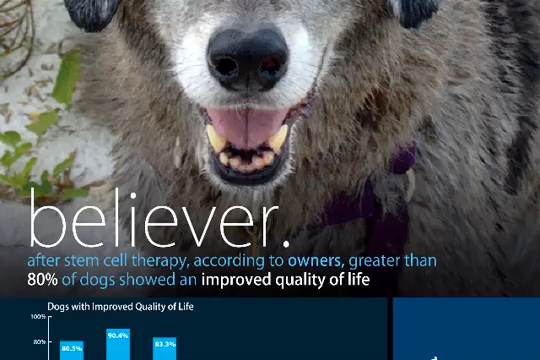 believer.
after stem cell therapy, according to owners, greater than
80% of dogs showed an improved quality of life
Dogs with Improved Quality of Life
100%
90.4%
80%
80.5%
83.3%